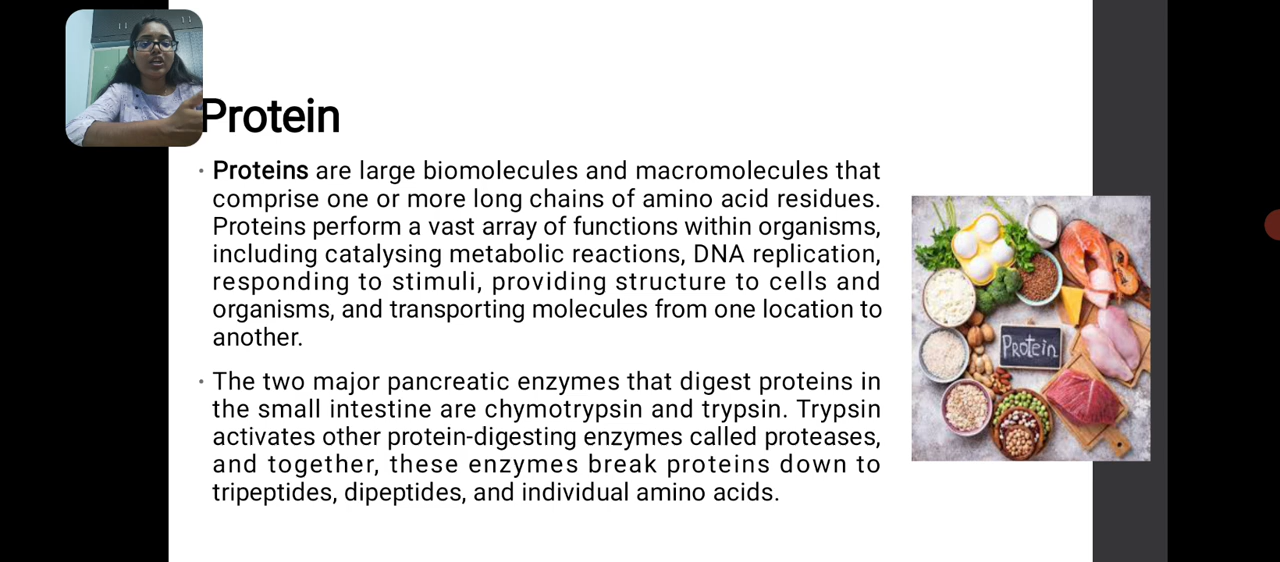 Protein
• Proteins are large biomolecules and macromolecules that
comprise one or more long chains of amino acid residues.
Proteins perform a vast array of functions within organisms,
including catalysing metabolic reactions, DNA replication,
responding to stimuli, providing structure to cells and
organisms, and transporting molecules from one location to
another.
• The two major pancreatic enzymes that digest proteins in
the small intestine are chymotrypsin and trypsin. Trypsin
activates other protein-digesting enzymes called proteases,
and together, these enzymes break proteins down to
tripeptides, dipeptides, and individual amino acids.
PRotein